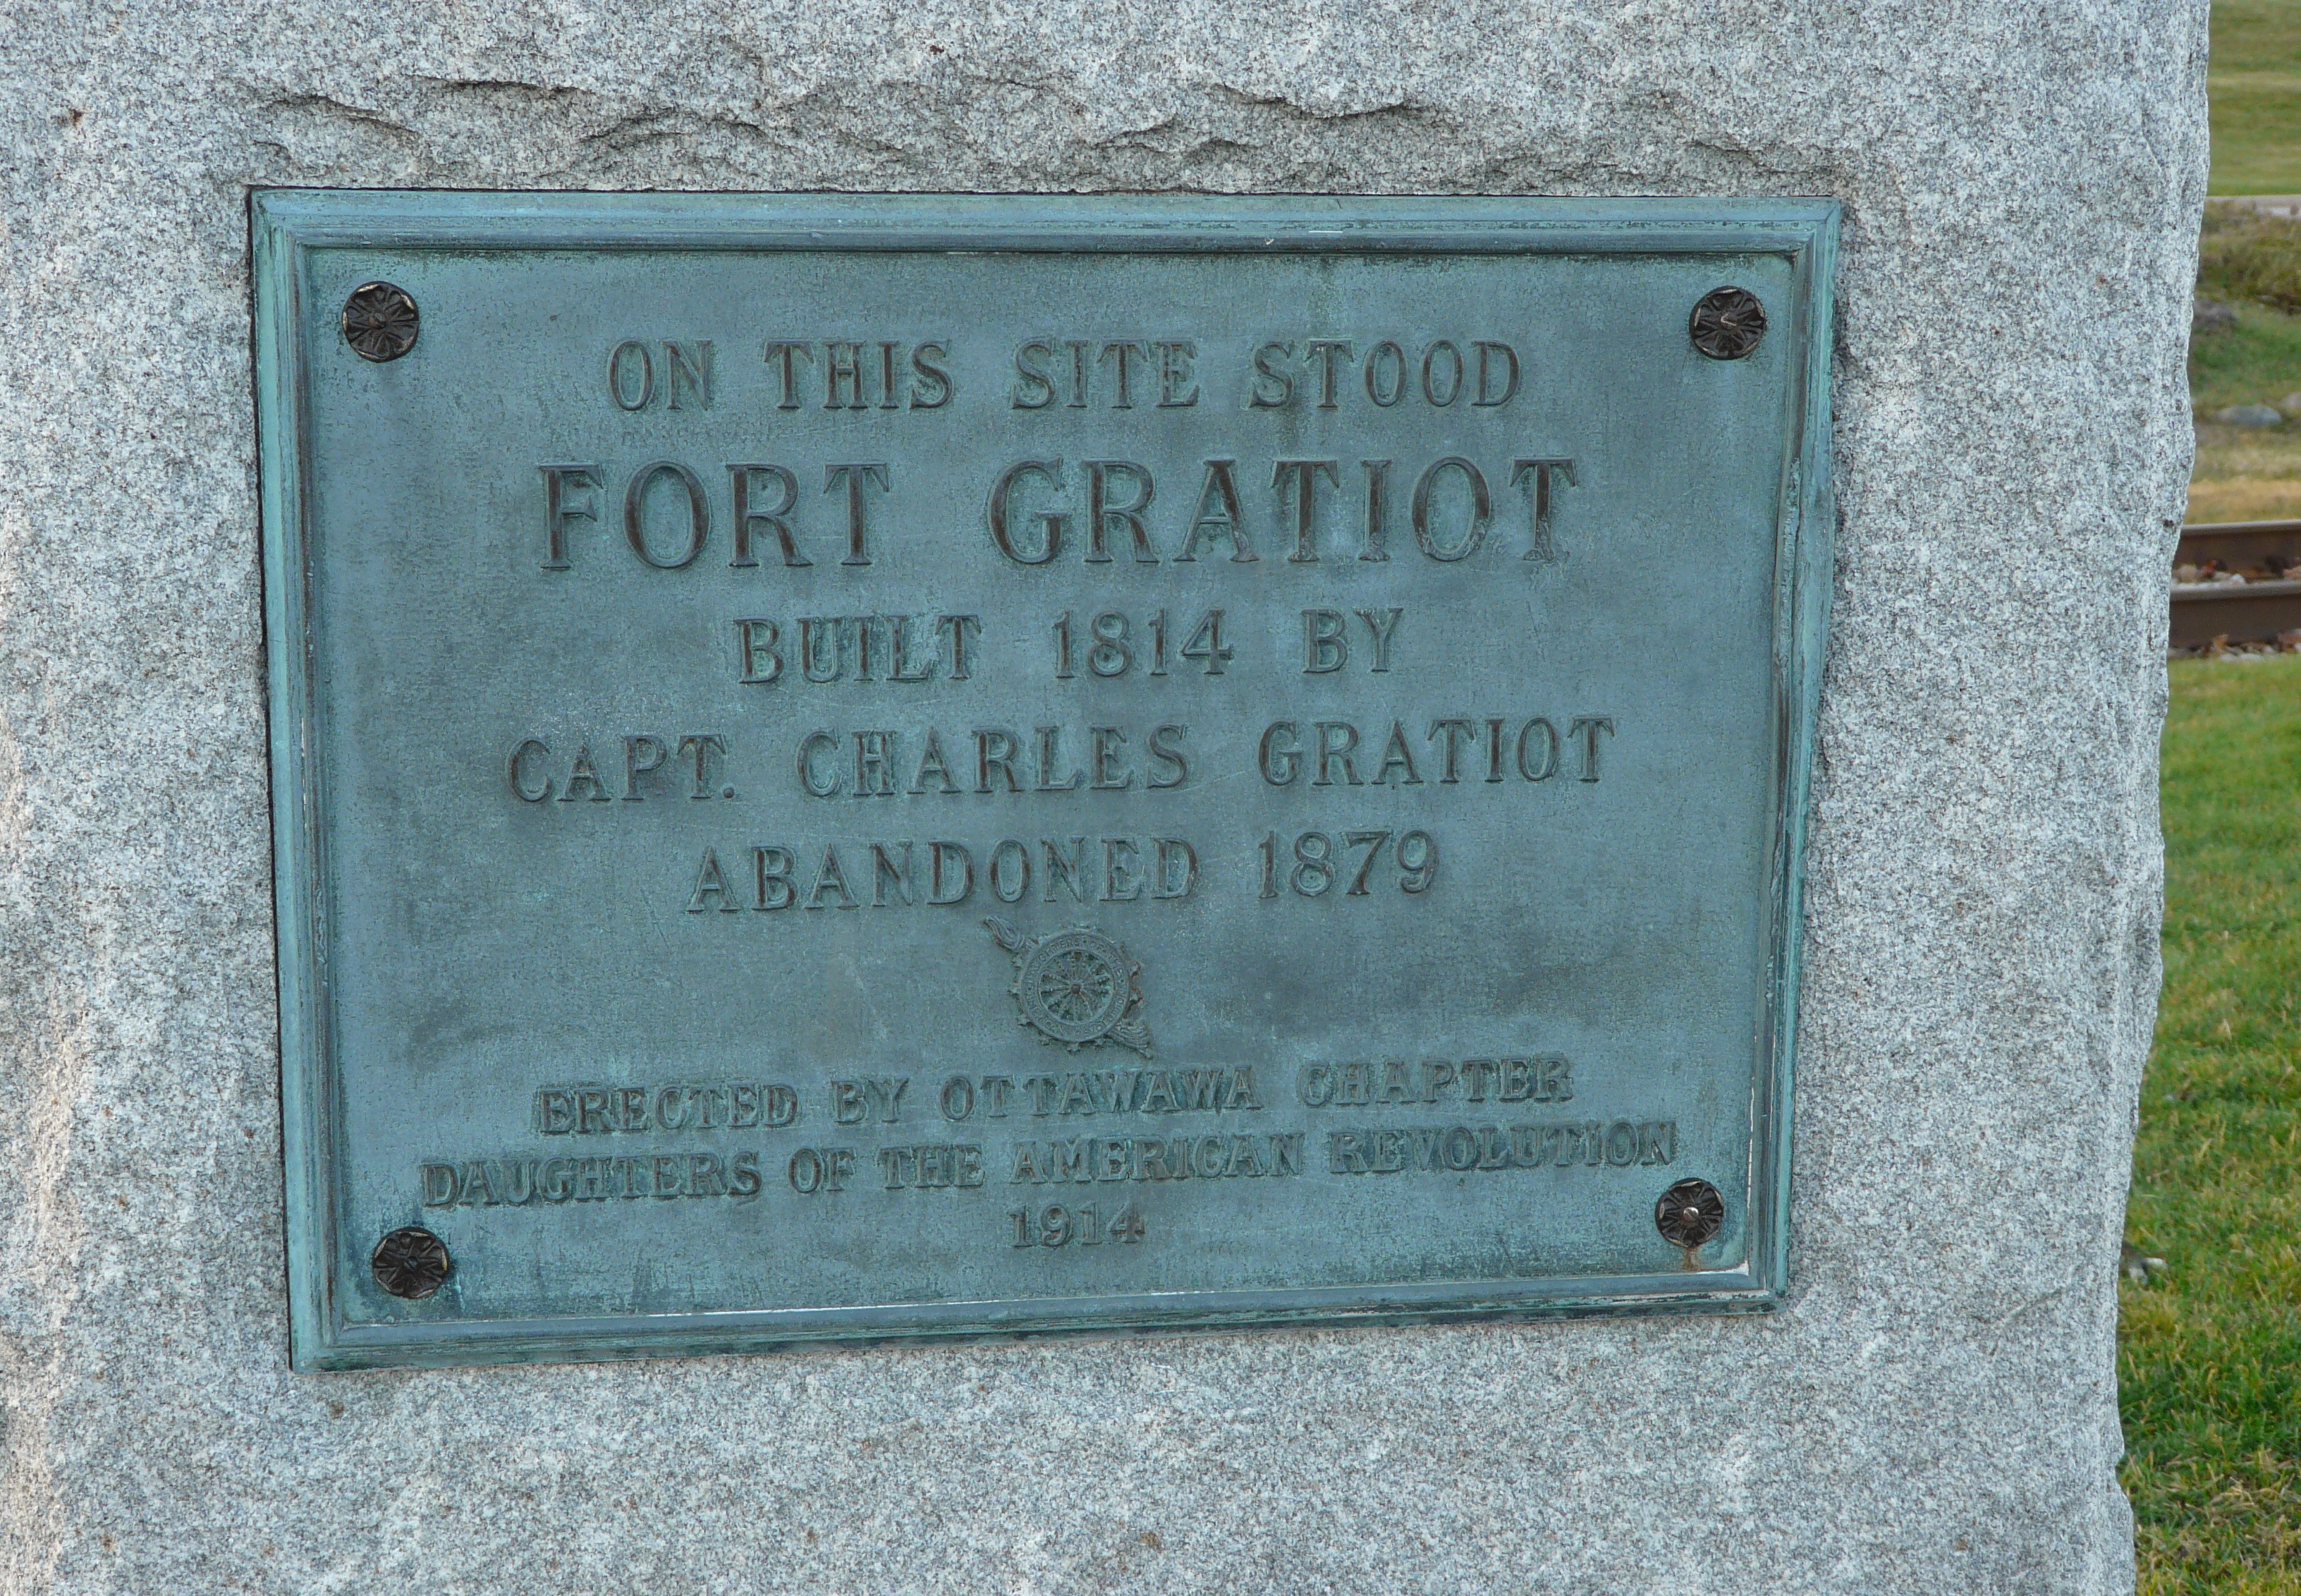 ON THIS SITE STOOD
FORT GRATIOT
BUILT 1814 BY
CAPT. CHARLES GRATIOT
ABANDONED 1879
ERECTED BY OTTAWAWA CHAPTER
DAUGHTERS OF THE AMERICAN REVOLUTION
1914